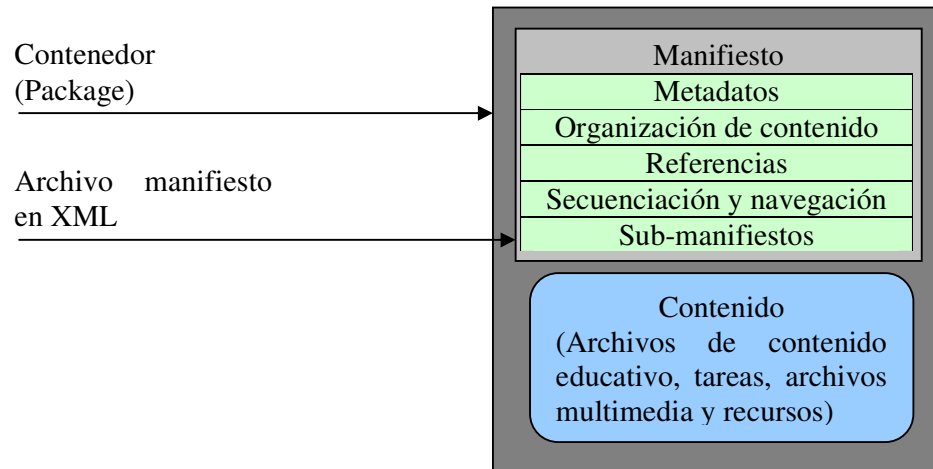 Contenedor
(Package)
Archivo manifiesto
en XML
Manifiesto
Metadatos
Organización de contenido
Referencias
Secuenciación y navegación
Sub-manifiestos
Contenido
(Archivos de contenido
educativo, tareas, archivos
multimedia y recursos)